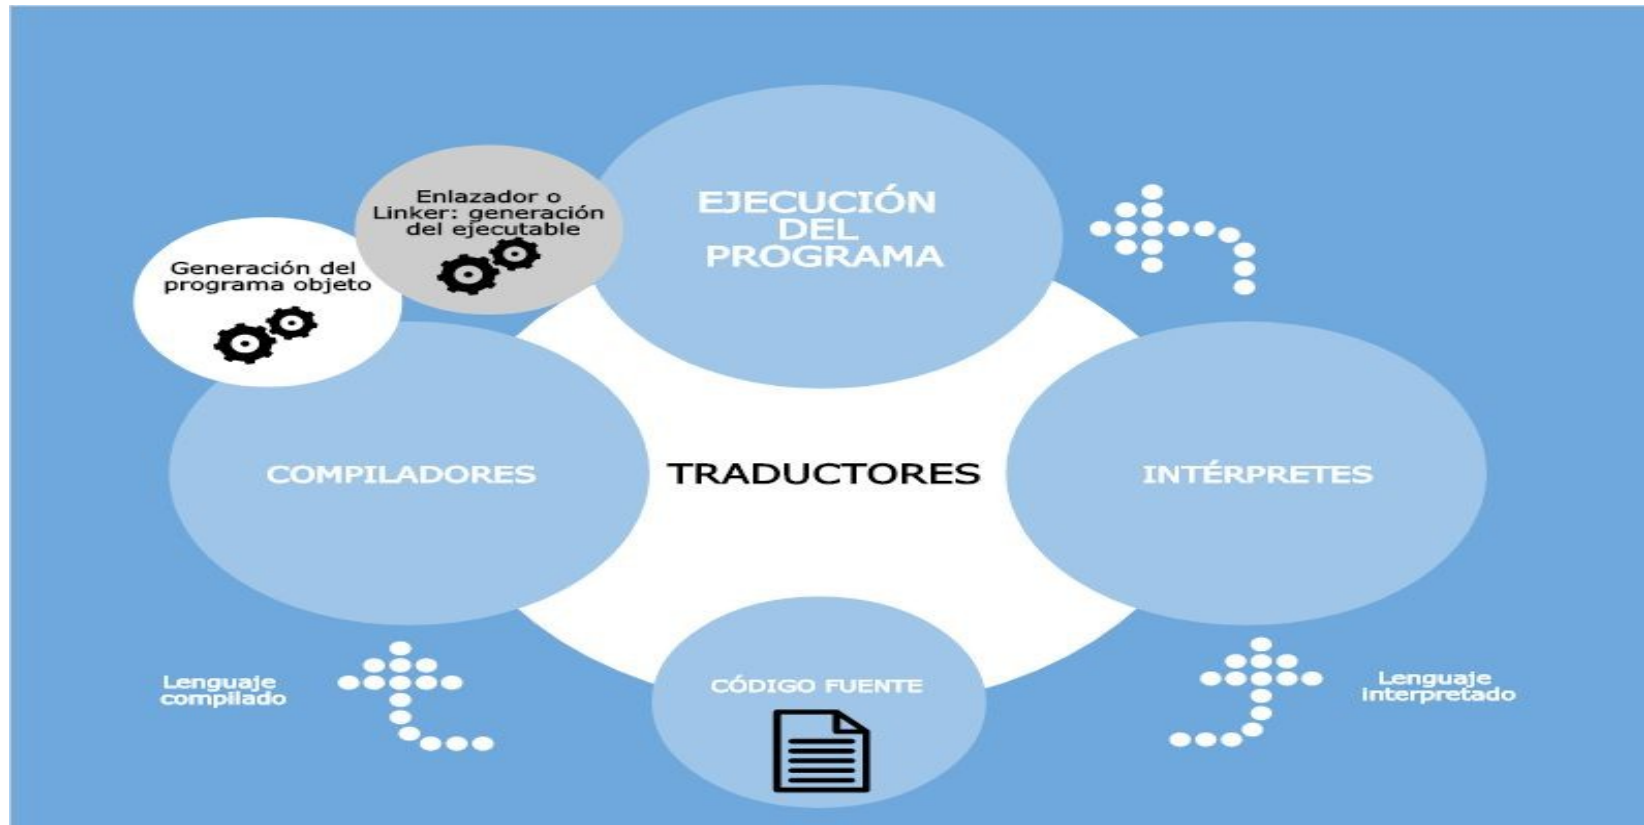 Enlazador o
Linker: generación
del ejecutable
EJECUCIÓN
DEL
PROGRAMA
Generación del
programa objeto
COMPILADORES
TRADUCTORES
INTÉRPRETES
Lenguaje
compilado
CÓDIGO FUENTE
Lenguaje
interpretado